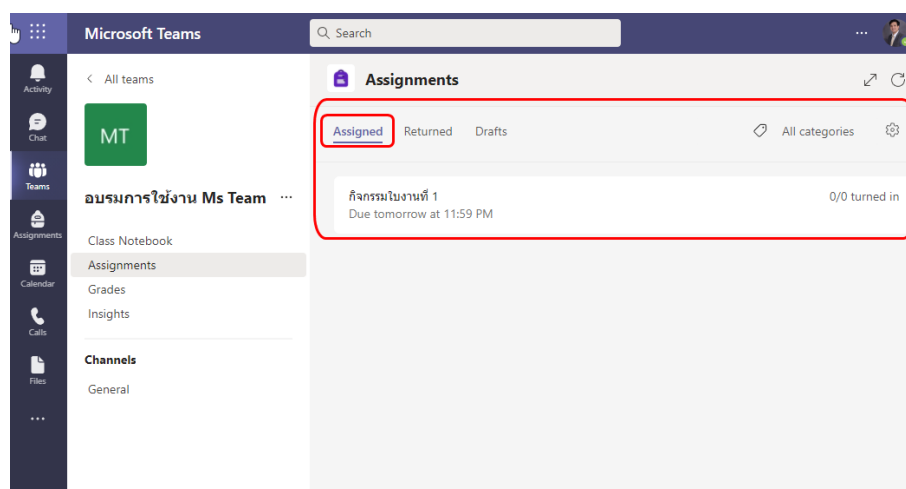 Microsoft Teams
Search
Activity
Chat
Teams
Assignments
Calendar
Calls
Files
All teams
MT
อบรมการใช้งาน Ms Team
Class Notebook
Assignments
Grades
Insights
Channels
General
Assignments
Assigned Returned Drafts All categories
กิจกรรมใบงานที่ 1 0/0 turned in
Due tomorrow at 11:59 PM